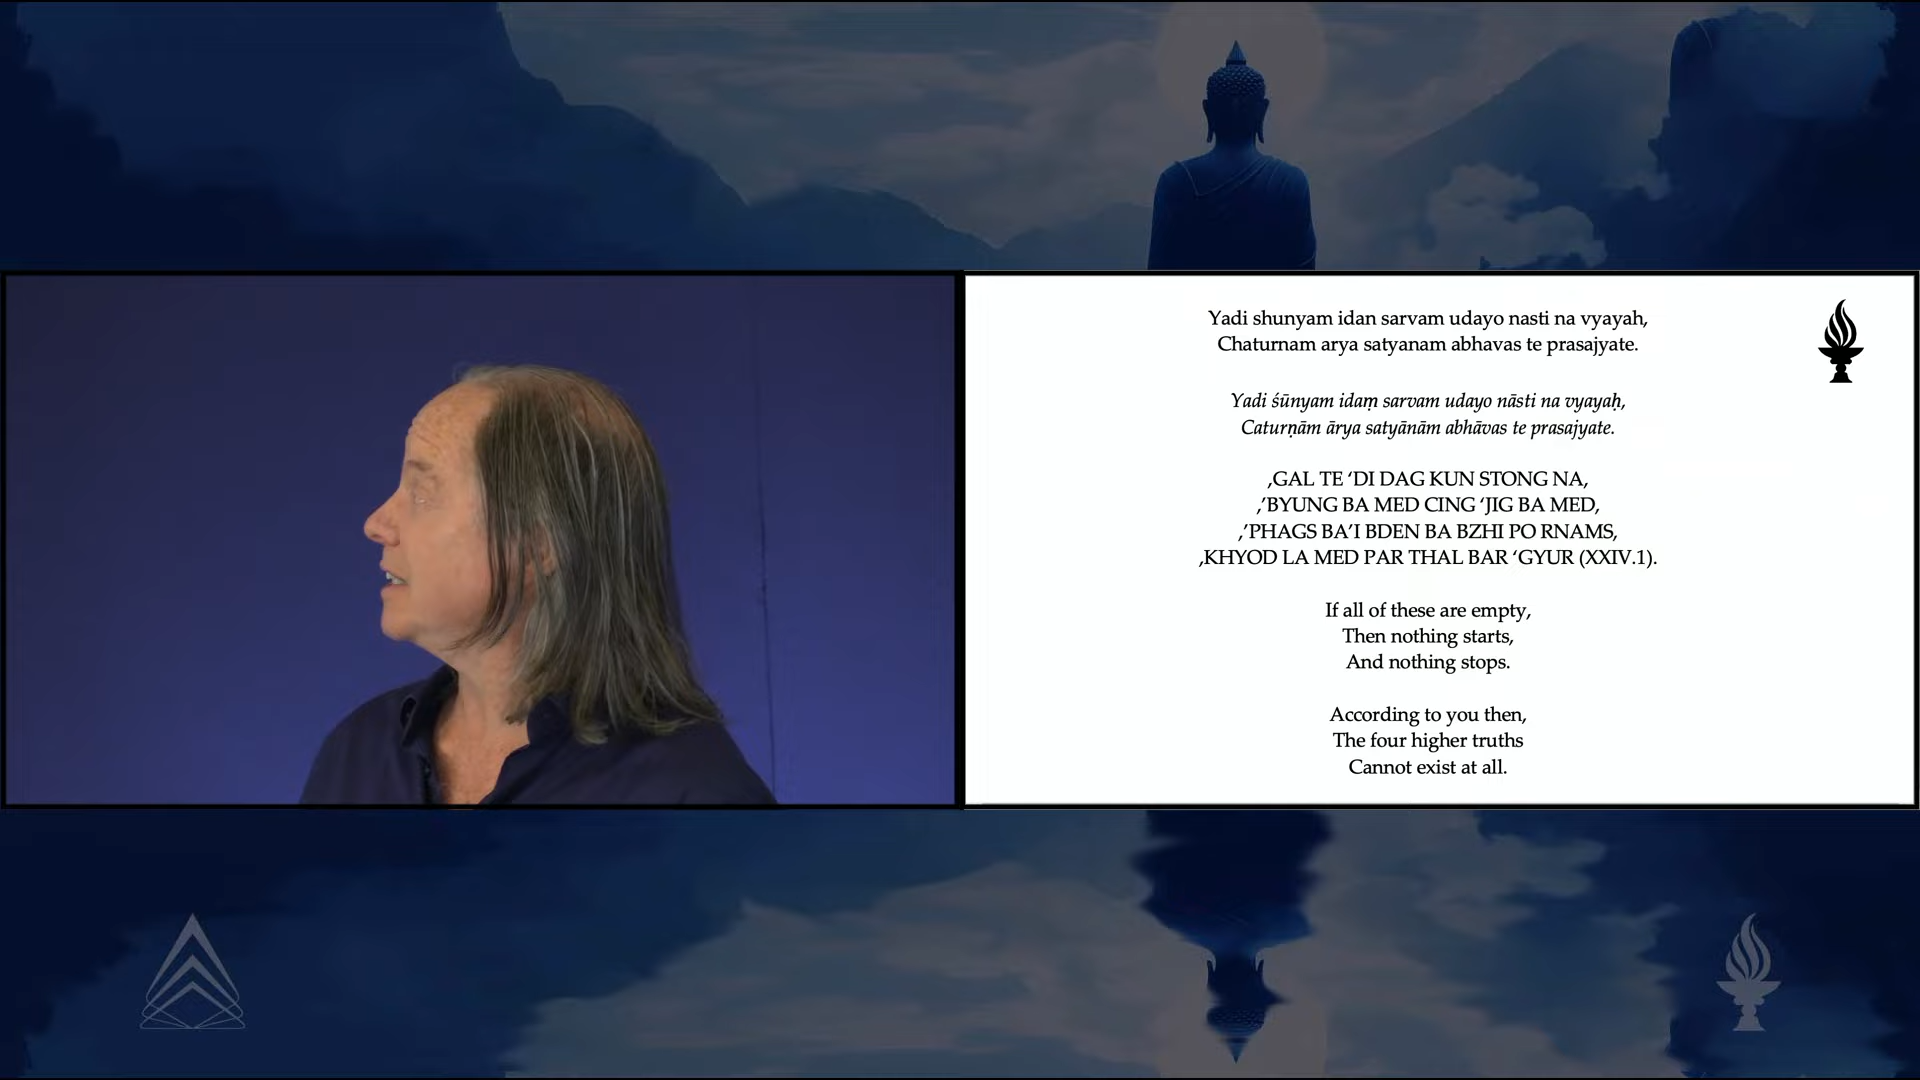 Yadi shunyam idan sarvam udayo nasti na vyayah,
Chaturnam arya satyanam abhavas te prasajyate.
Yadi śūnyam idaṃ sarvam udayo nāsti na vyayaḥ,
Caturṇām ārya satyānām abhāvas te prasajyate.
,GAL TE ‘DI DAG KUN STONG NA,
,’BYUNG BA MED CING ‘JIG BA MED,
,’PHAGS BA’I BDEN BA BZHI PO RNAMS,
,KHYOD LA MED PAR THAL BAR ‘GYUR (XXIV.1).
If all of these are empty,
Then nothing starts,
And nothing stops.
According to you then,
The four higher truths
Cannot exist at all.